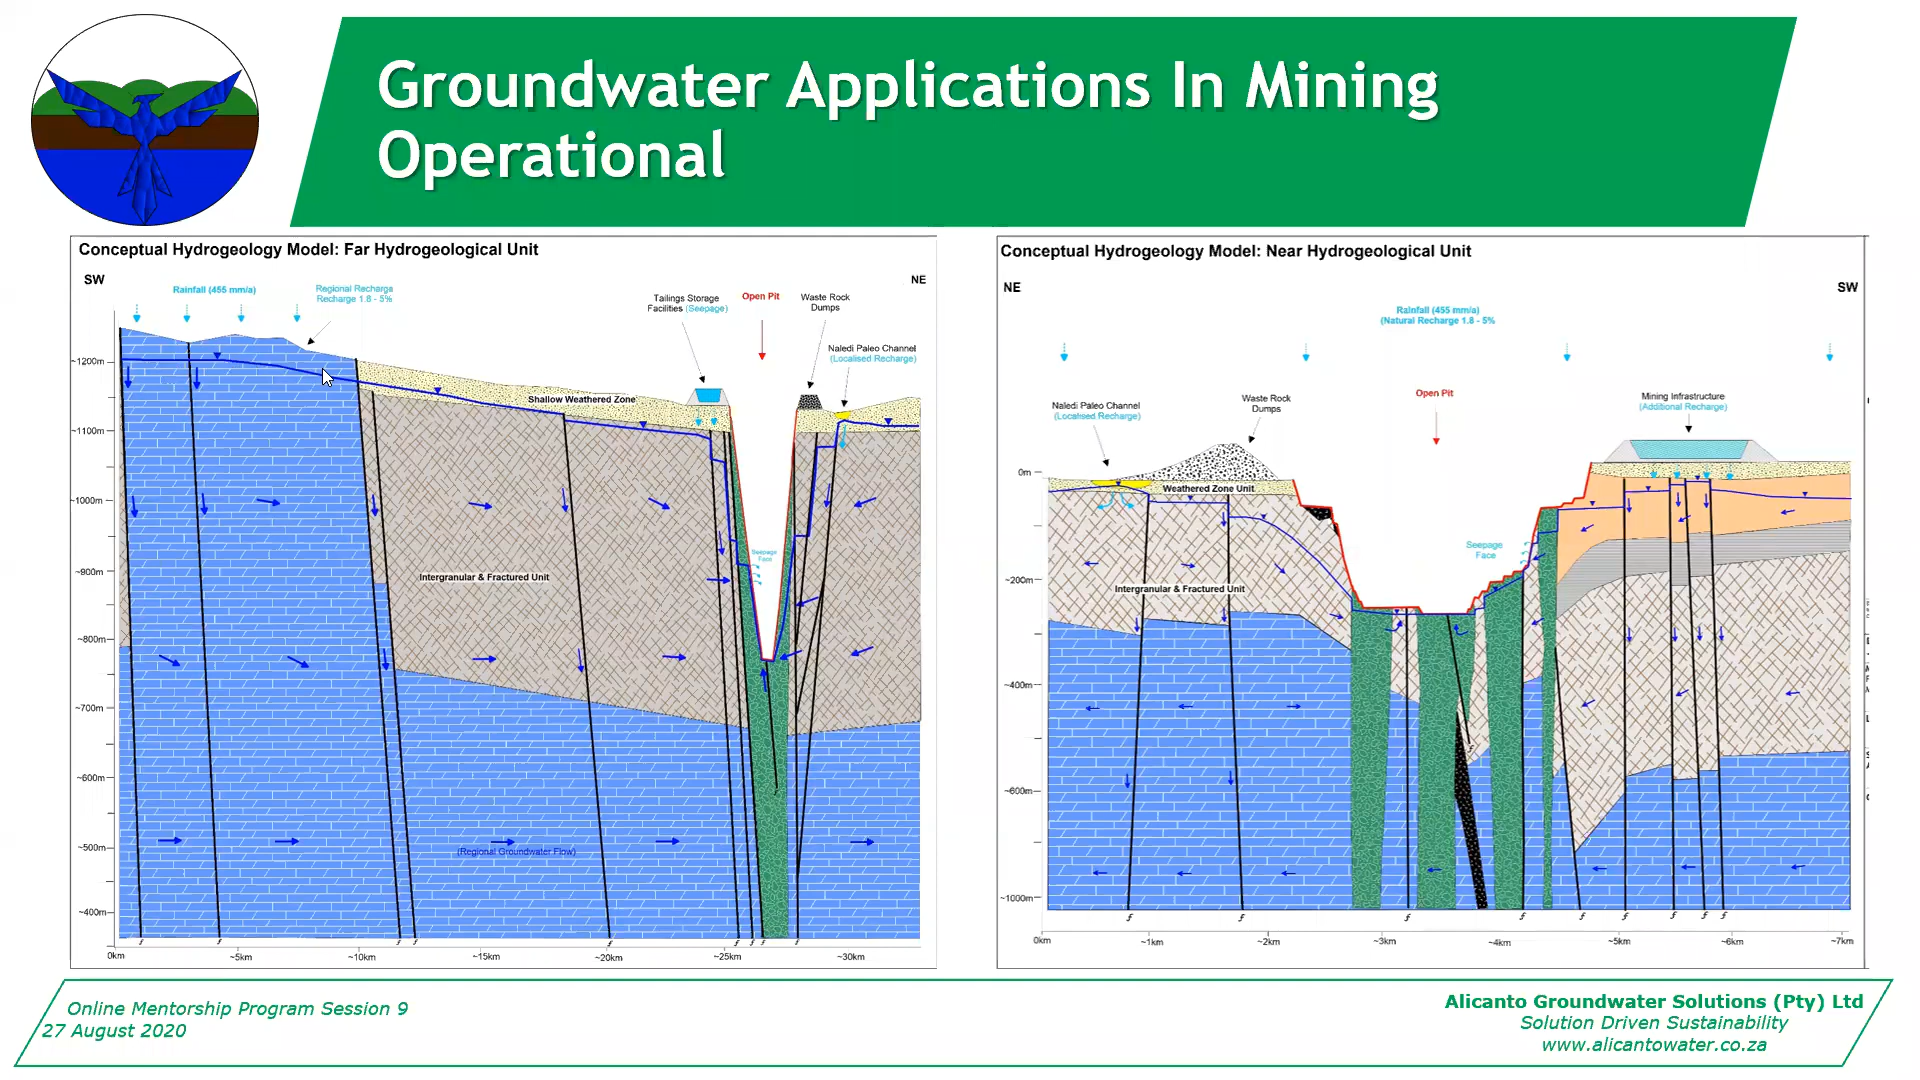 Groundwater Applications In Mining
Operational
Conceptual Hydrogeology Model: Far Hydrogeological Unit
SW
NE
Rainfall (455 mm/a)
Regional Recharge
Recharge 1.8 - 5%
Tailings Storage
Facilities (Seepage)
Open Pit
Waste Rock
Dumps
Naledi Paleo Channel
(Localised Recharge)
~1200m
~1100m
~1000m
~900m
~800m
~700m
~600m
~500m
~400m
Shallow Weathered Zone
Seepage
Face
Intergranular & Fractured Unit
(Regional Groundwater Flow)
0km
~5km
~10km
~15km
~20km
~25km
~30km
Conceptual Hydrogeology Model: Near Hydrogeological Unit
NE
SW
Rainfall (455 mm/a)
(Natural Recharge 1.8 - 5%
Naledi Paleo Channel
(Localised Recharge)
Waste Rock
Dumps
Open Pit
Mining Infrastructure
(Additional Recharge)
0m
~200m
~400m
~600m
~1000m
Weathered Zone Unit
Seepage
Face
Intergranular & Fractured Unit
0km
~1km
~2km
~3km
~4km
~5km
~6km
~7km
Online Mentorship Program Session 9
27 August 2020
Alicanto Groundwater Solutions (Pty) Ltd
Solution Driven Sustainability
www.alicantowater.co.za